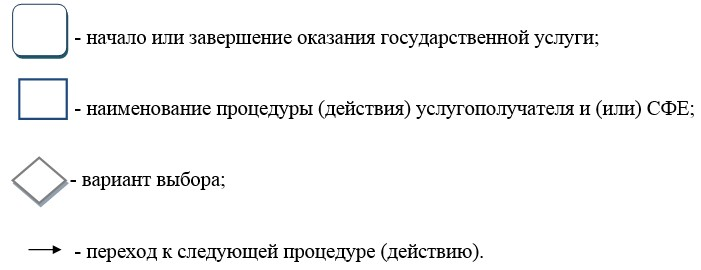 - начало или завершение оказания государственной услуги;
- наименование процедуры (действия) услугополучателя и (или) СФЕ;
- вариант выбора;
- переход к следующей процедуре (действию).